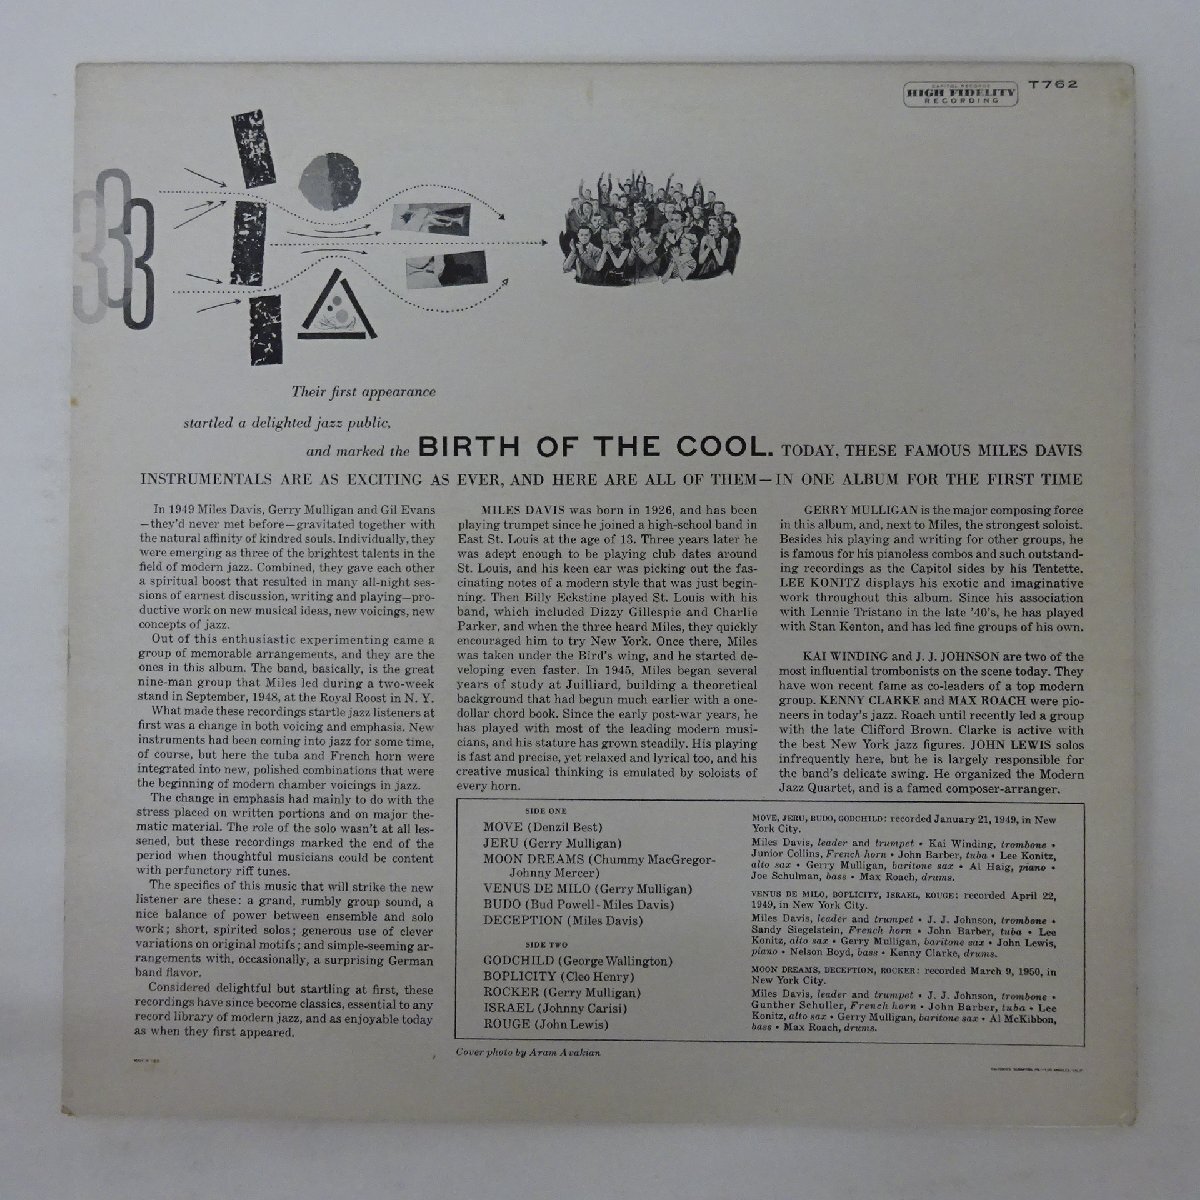 CAPITOL RECORDS
HIGH FIDELITY
RECORDING
T762
Their first appearance
startled a delighted jazz public,
and marked the BIRTH OF THE COOL. TODAY, THESE FAMOUS MILES DAVIS
INSTRUMENTALS ARE AS EXCITING AS EVER, AND HERE ARE ALL OF THEM—IN ONE ALBUM FOR THE FIRST TIME
In 1949 Miles Davis, Gerry Mulligan and Gil Evans
—they'd never met before—gravitated together with
the natural affinity of kindred souls. Individually, they
were emerging as three of the brightest talents in the
field of modern jazz. Combined, they gave each other
a spiritual boost that resulted in many all-night ses-
sions of earnest discussion, writing and playing—pro-
ductive work on new musical ideas, new voicings, new
concepts of jazz.
Out of this enthusiastic experimenting came a
group of memorable arrangements, and they are the
ones in this album. The band, basically, is the great
nine-man group that Miles led during a two-week
stand in September, 1948, at the Royal Roost in N. Y.
What made these recordings startle jazz listeners at
first was a change in both voicing and emphasis. New
instruments had been coming into jazz for some time,
of course, but here the tuba and French horn were
integrated into new, polished combinations that were
the beginning of modern chamber voicings in jazz.
The change in emphasis had mainly to do with the
stress placed on written portions and on major the-
matic material. The role of the solo wasn't at all les-
sened, but these recordings marked the end of the
period when thoughtful musicians could be content
with perfunctory riff tunes.
The specifics of this music that will strike the new
listener are these: a grand, rumbly group sound, a
nice balance of power between ensemble and solo
work; short, spirited solos; generous use of clever
variations on original motifs; and simple-seeming ar-
rangements with, occasionally, a surprising German
band flavor.
Considered delightful but startling at first, these
recordings have since become classics, essential to any
record library of modern jazz, and as enjoyable today
as when they first appeared.
MILES DAVIS was born in 1926, and has been
playing trumpet since he joined a high-school band in
East St. Louis at the age of 13. Three years later he
was adept enough to be playing club dates around
St. Louis, and his keen ear was picking out the fas-
cinating notes of a modern style that was just begin-
ning. Then Billy Eckstine played St. Louis with his
band, which included Dizzy Gillespie and Charlie
Parker, and when the three heard Miles, they quickly
encouraged him to try New York. Once there, Miles
was taken under the Bird's wing, and he started de-
veloping even faster. In 1945, Miles began several
years of study at Juilliard, building a theoretical
background that had begun much earlier with a one-
dollar chord book. Since the early post-war years, he
has played with most of the leading modern musi-
cians, and his stature has grown steadily. His playing
is fast and precise, yet relaxed and lyrical too, and his
creative musical thinking is emulated by soloists of
every horn.
GERRY MULLIGAN is the major composing force
in this album, and, next to Miles, the strongest soloist.
Besides his playing and writing for other groups, he
is famous for his pianoless combos and such outstand-
ing recordings as the Capitol sides by his Tentette.
LEE KONITZ displays his exotic and imaginative
work throughout this album. Since his association
with Lennie Tristano in the late '40's, he has played
with Stan Kenton, and has led fine groups of his own.
KAI WINDING and J. J. JOHNSON are two of the
most influential trombonists on the scene today. They
have won recent fame as co-leaders of a top modern
group. KENNY CLARKE and MAX ROACH were pio-
neers in today's jazz. Roach until recently led a group
with the late Clifford Brown. Clarke is active with
the best New York jazz figures. JOHN LEWIS solos
infrequently here, but he is largely responsible for
the band's delicate swing. He organized the Modern
Jazz Quartet, and is a famed composer-arranger.
SIDE ONE
MOVE (Denzil Best)
JERU (Gerry Mulligan)
MOON DREAMS (Chummy MacGregor-
Johnny Mercer)
VENUS DE MILO (Gerry Mulligan)
BUDO (Bud Powell-Miles Davis)
DECEPTION (Miles Davis)
SIDE TWO
GODCHILD (George Wallington)
BOPLICITY (Cleo Henry)
ROCKER (Gerry Mulligan)
ISRAEL (Johnny Carisi)
ROUGE (John Lewis)
MOVE, JERU, BUDO, GODCHILD: recorded January 21, 1949, in New
York City.
Miles Davis, leader and trumpet • Kai Winding, trombone •
Junior Collins, French horn • John Barber, tuba • Lee Konitz,
alto sax • Gerry Mulligan, baritone sax • Al Haig, piano •
Joe Schulman, bass • Max Roach, drums.
VENUS DE MILO, BOPLICITY, ISRAEL, ROUGE: recorded April 22,
1949, in New York City.
Miles Davis, leader and trumpet • J. J. Johnson, trombone •
Sandy Siegelstein, French horn • John Barber, tuba • Lee
Konitz, alto sax • Gerry Mulligan, baritone sax • John Lewis,
piano • Nelson Boyd, bass • Kenny Clarke, drums.
MOON DREAMS, DECEPTION, ROCKER: recorded March 9, 1950, in
New York City.
Miles Davis, leader and trumpet • J. J. Johnson, trombone •
Gunther Schuller, French horn • John Barber, tuba • Lee
Konitz, alto sax • Gerry Mulligan, baritone sax • Al McKibbon,
bass • Max Roach, drums.
Cover photo by Aram Avakian